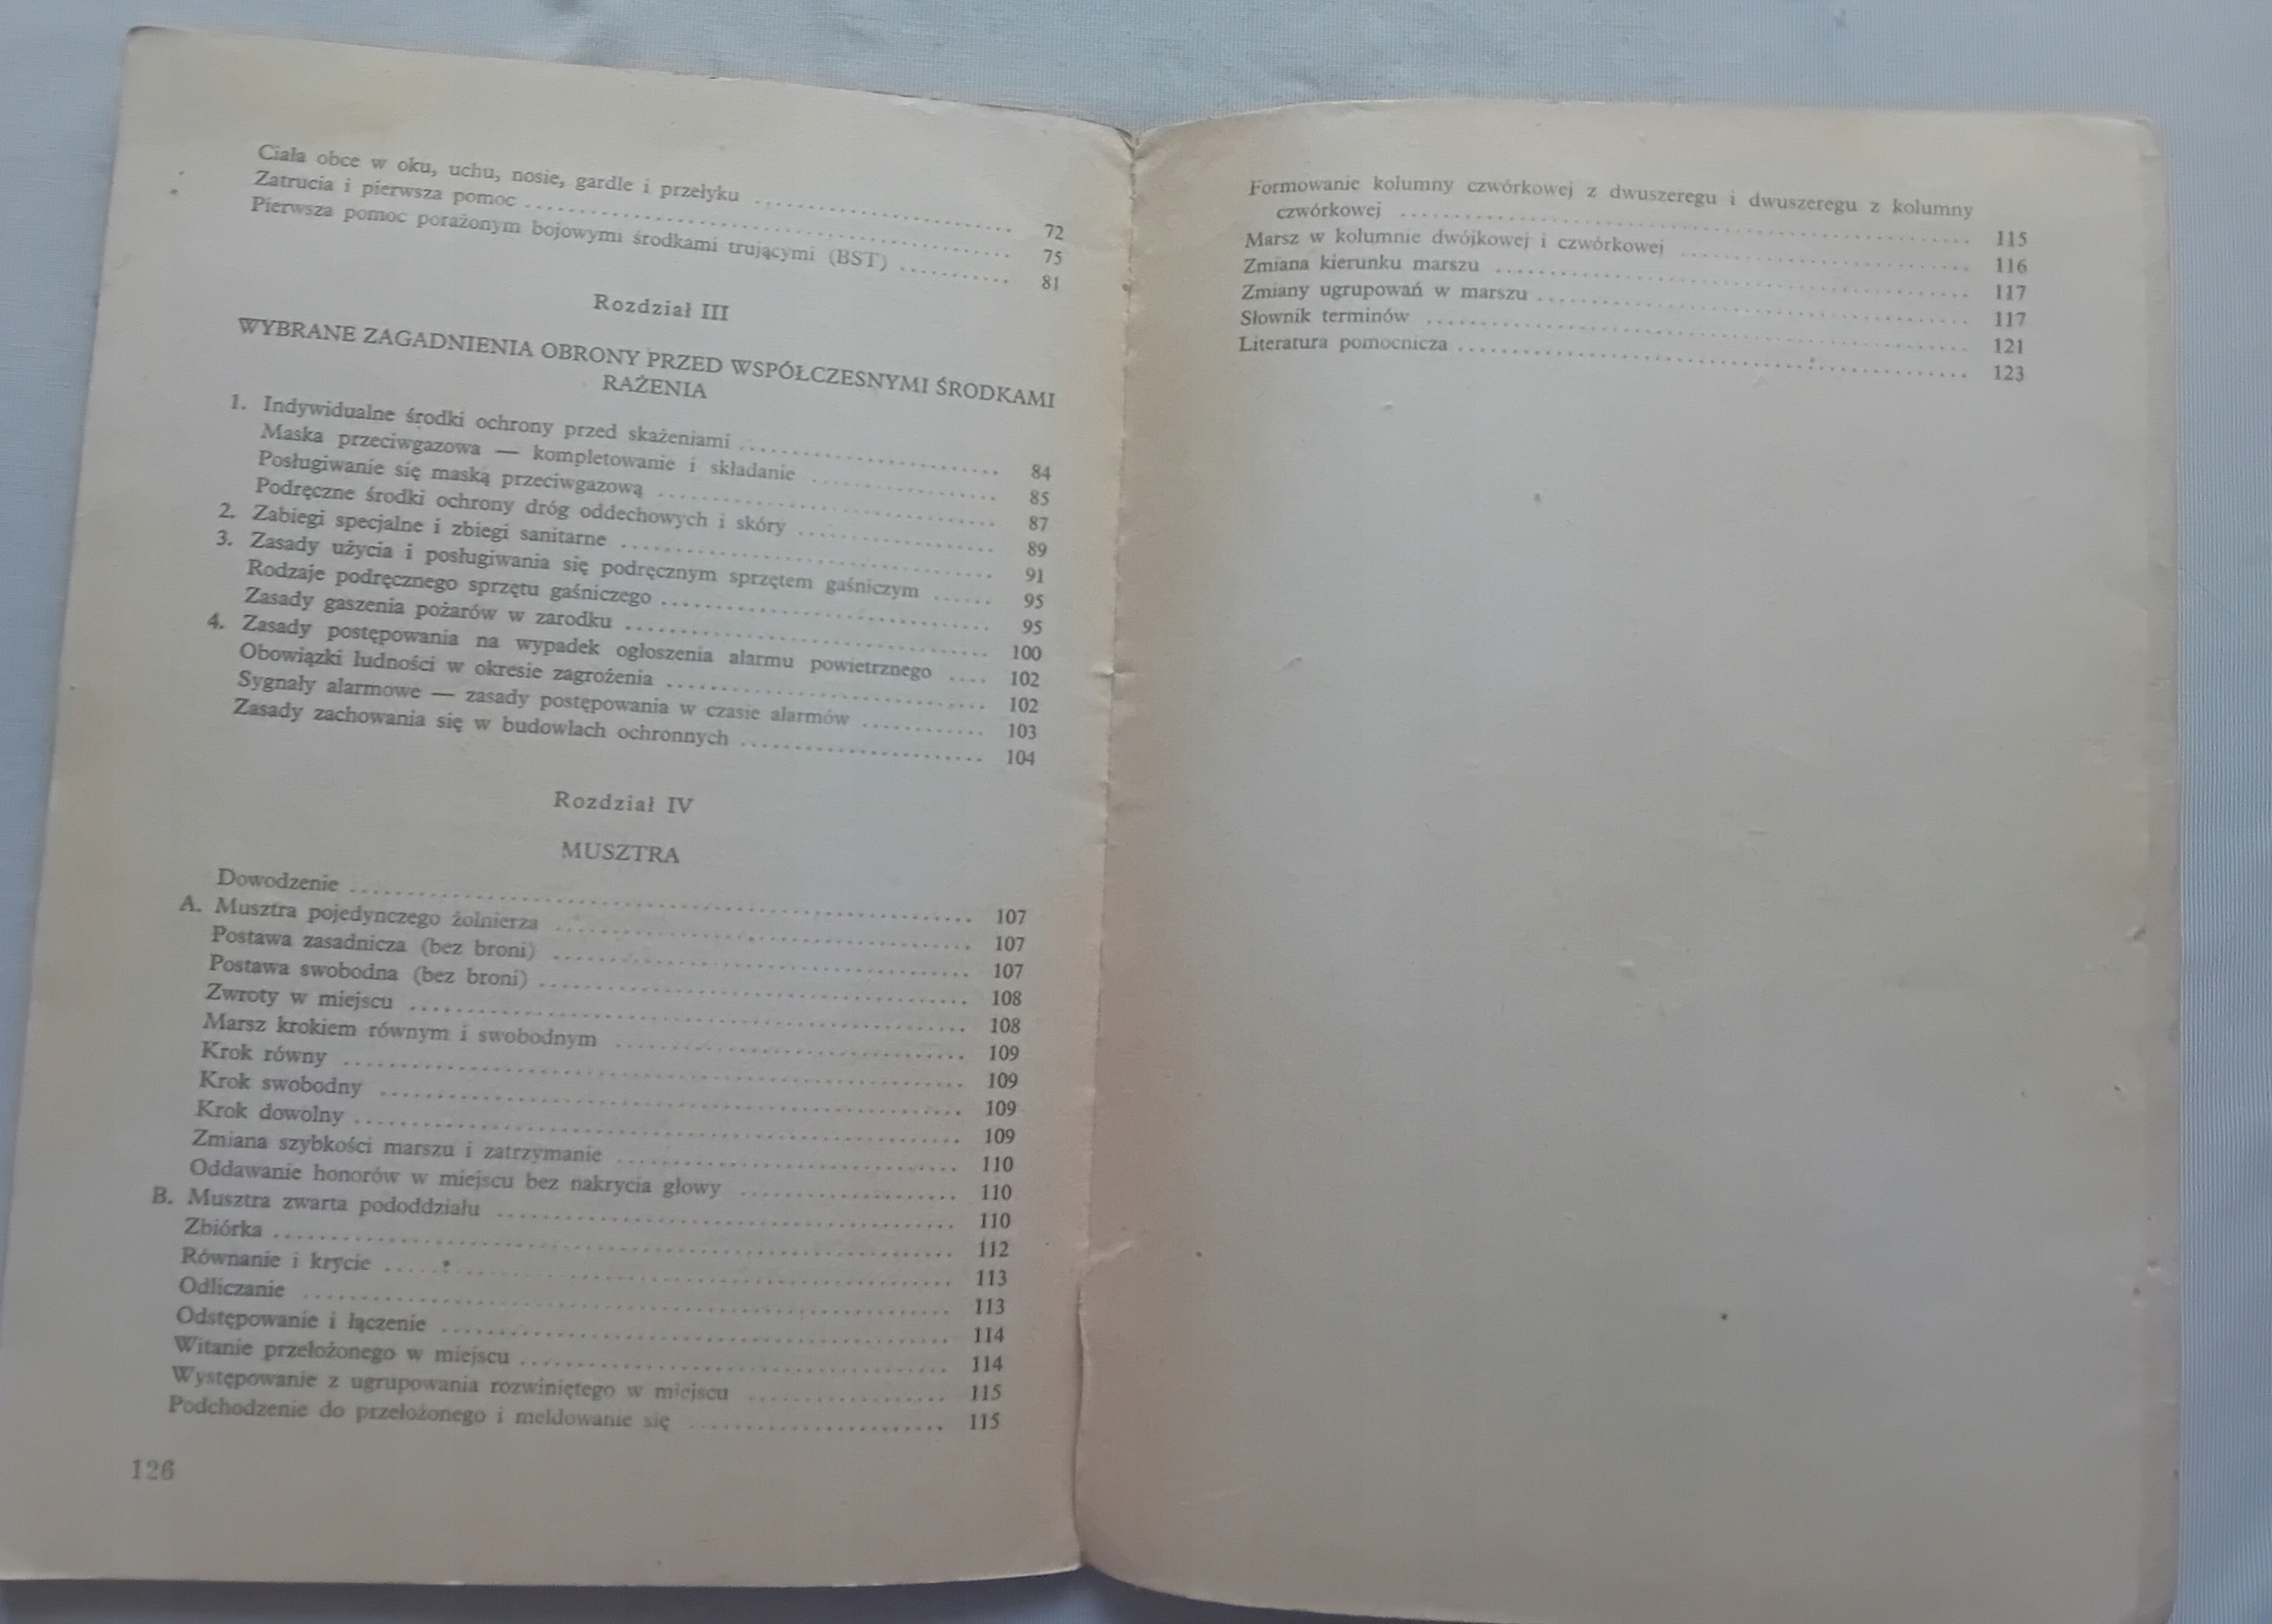 Ciała obce w oku, uchu, nosie, gardle i przełyku ........................ 72
Zatrucia i pierwsza pomoc ........................ 75
Pierwsza pomoc porażonym bojowymi środkami trującymi (BST) ............ 81
Rozdział III
WYBRANE ZAGADNIENIA OBRONY PRZED WSPÓŁCZESNYMI ŚRODKAMI
RAŻENIA
1. Indywidualne środki ochrony przed skażeniami ........................ 84
Maska przeciwgazowa — kompletowanie i składanie ................ 85
Posługiwanie się maską przeciwgazową ........................ 87
Podręczne środki ochrony dróg oddechowych i skóry ................ 89
2. Zabiegi specjalne i zbiegi sanitarne ........................ 91
3. Zasady użycia i posługiwania się podręcznym sprzętem gaśniczym ...... 95
Rodzaje podręcznego sprzętu gaśniczego ........................ 95
Zasady gaszenia pożarów w zarodku ........................ 100
4. Zasady postępowania na wypadek ogłoszenia alarmu powietrznego .... 102
Obowiązki ludności w okresie zagrożenia ........................ 102
Sygnały alarmowe — zasady postępowania w czasie alarmów ............ 103
Zasady zachowania się w budowlach ochronnych ........................ 104
Rozdział IV
MUSZTRA
Dowodzenie ........................ 107
A. Musztra pojedynczego żołnierza ........................ 107
Postawa zasadnicza (bez broni) ........................ 107
Postawa swobodna (bez broni) ........................ 108
Zwroty w miejscu ........................ 108
Marsz krokiem równym i swobodnym ........................ 109
Krok równy ........................ 109
Krok swobodny ........................ 109
Krok dowolny ........................ 109
Zmiana szybkości marszu i zatrzymanie ........................ 110
Oddawanie honorów w miejscu bez nakrycia głowy ........................ 110
B. Musztra zwarta pododdziału ........................ 110
Zbiórka ........................ 112
Równanie i krycie ........................ 113
Odliczanie ........................ 113
Odstępowanie i łączenie ........................ 114
Witanie przełożonego w miejscu ........................ 114
Występowanie z ugrupowania rozwiniętego w miejscu ........................ 115
Podchodzenie do przełożonego i meldowanie się ........................ 115
126
Formowanie kolumny czwórkowej z dwuszeregu i dwuszeregu z kolumny
czwórkowej ........................ 115
Marsz w kolumnie dwójkowej i czwórkowej ........................ 116
Zmiana kierunku marszu ........................ 117
Zmiany ugrupowań w marszu ........................ 117
Słownik terminów ........................ 121
Literatura pomocnicza ........................ 123